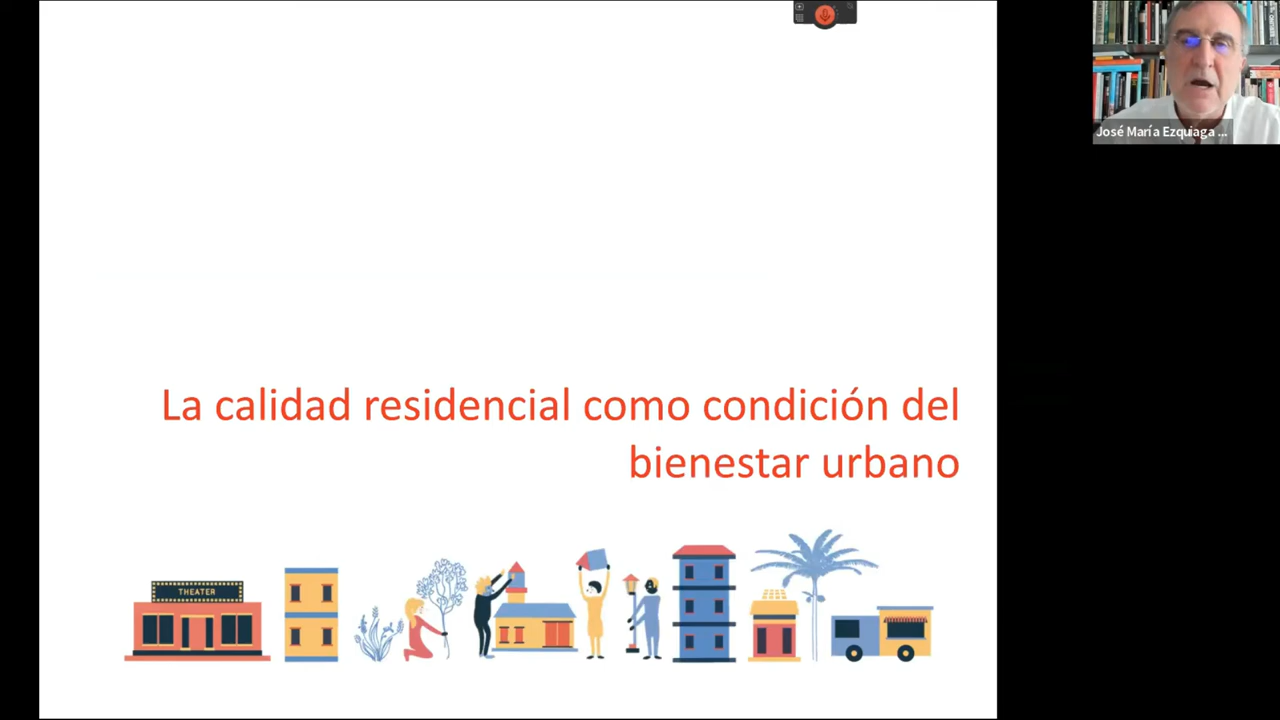 José María Ezquiaga ...
La calidad residencial como condición del
bienestar urbano
THEATER